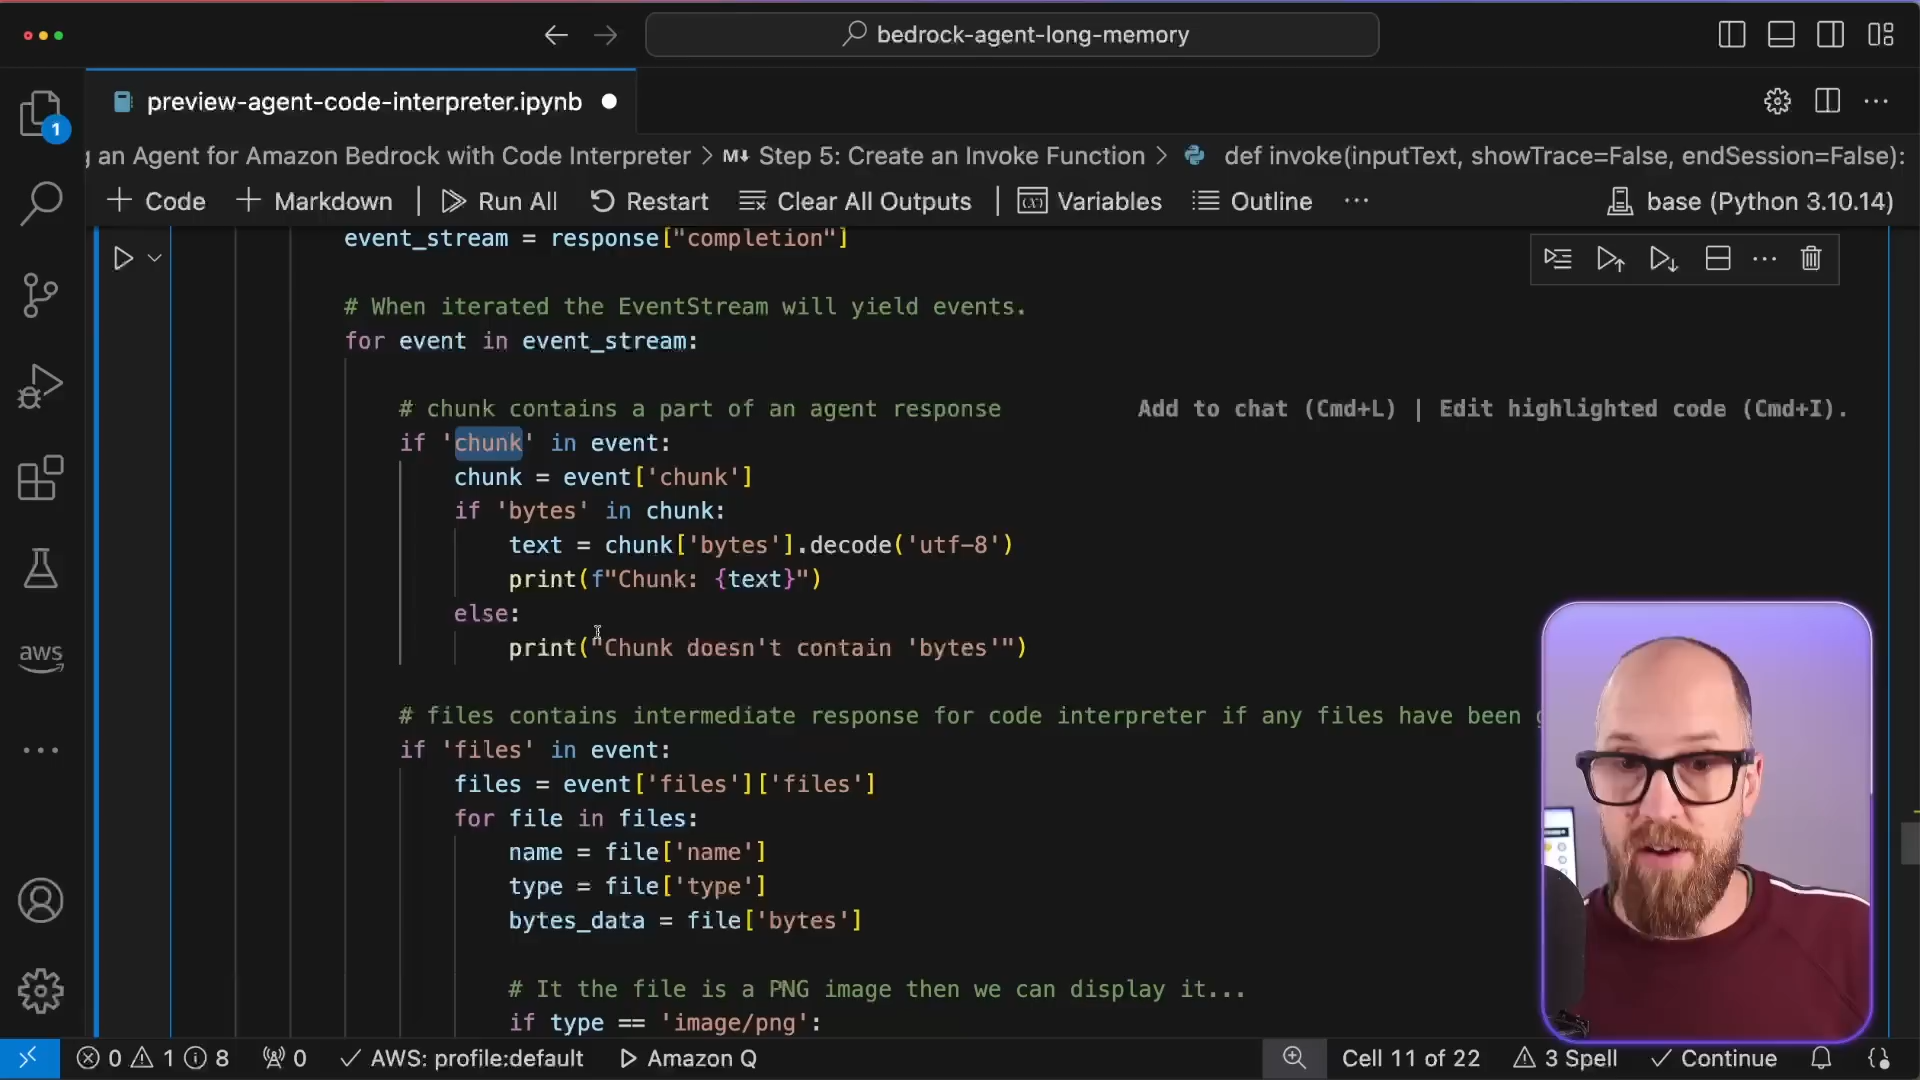 bedrock-agent-long-memory
preview-agent-code-interpreter.ipynb
1
g an Agent for Amazon Bedrock with Code Interpreter > M↓ Step 5: Create an Invoke Function > def invoke(inputText, showTrace=False, endSession=False):
+ Code + Markdown | Run All Restart Clear All Outputs | Variables Outline ··· base (Python 3.10.14)
event_stream = response["completion"]
# When iterated the EventStream will yield events.
for event in event_stream:
# chunk contains a part of an agent response Add to chat (Cmd+L) | Edit highlighted code (Cmd+I).
if 'chunk' in event:
chunk = event['chunk']
if 'bytes' in chunk:
text = chunk['bytes'].decode('utf-8')
print(f"Chunk: {text}")
else:
print("Chunk doesn't contain 'bytes'")
# files contains intermediate response for code interpreter if any files have been g
if 'files' in event:
files = event['files']['files']
for file in files:
name = file['name']
type = file['type']
bytes_data = file['bytes']
# It the file is a PNG image then we can display it...
if type == 'image/png':
aws
0 1 8 0 AWS: profile:default Amazon Q Cell 11 of 22 3 Spell Continue